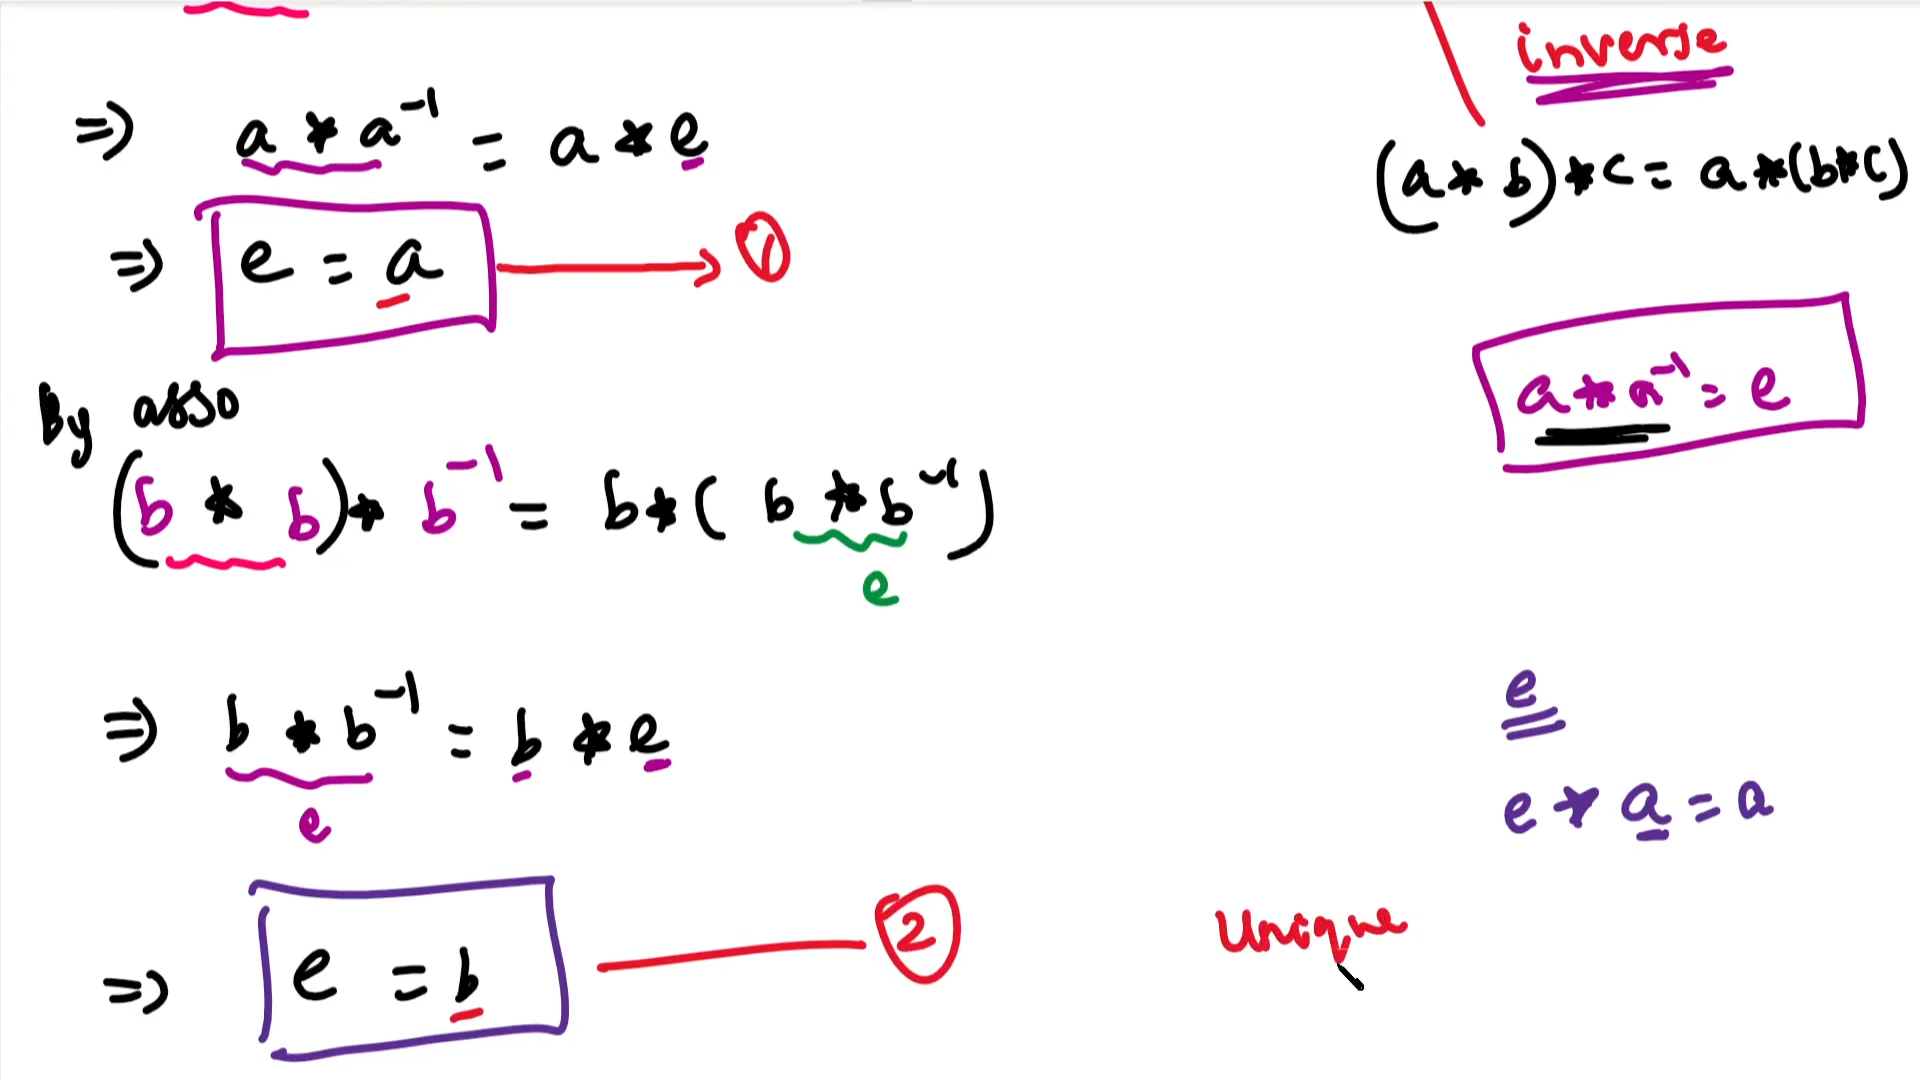 inverse
⇒ a * a⁻¹ = a * e
(a * b) * c = a * (b * c)
⇒ e = a → ①
a * a⁻¹ = e
By asso
(b * b) * b⁻¹ = b * ( b * b⁻¹ )
e
⇒ b * b⁻¹ = b * e
e
e
e * a = a
⇒ e = b — ②
Unique